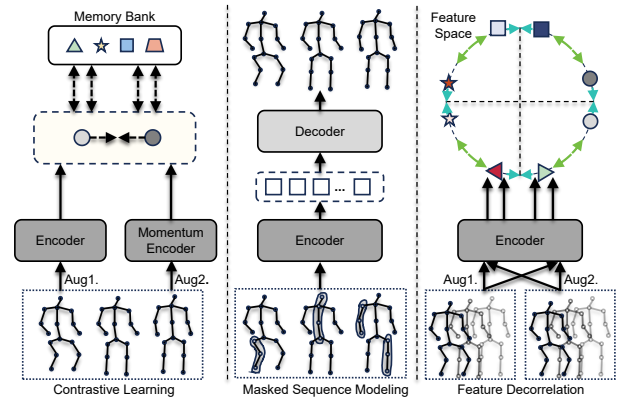 Memory Bank
Encoder
Momentum
Encoder
Aug1.
Aug2.
Contrastive Learning
Decoder
...
Encoder
Masked Sequence Modeling
Feature
Space
Encoder
Aug1.
Aug2.
Feature Decorrelation